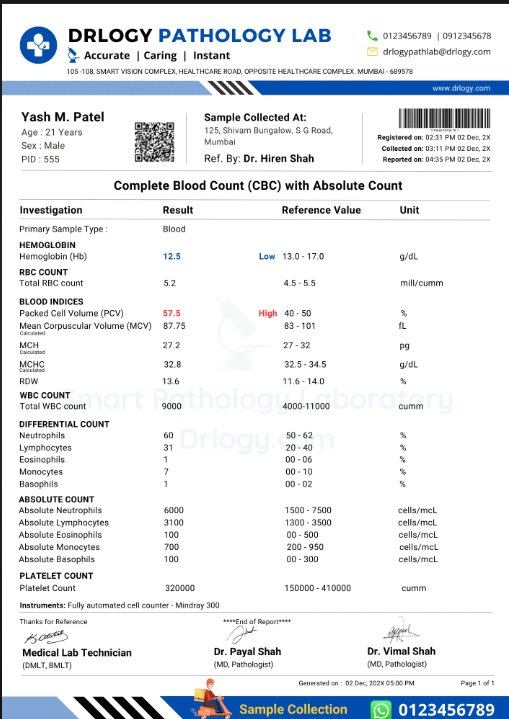 DRLOGY PATHOLOGY LAB
Accurate | Caring | Instant
0123456789 | 0912345678
drlogypathlab@drlogy.com
105 -108, SMART VISION COMPLEX, HEALTHCARE ROAD, OPPOSITE HEALTHCARE COMPLEX. MUMBAI - 689578
www.drlogy.com
Yash M. Patel
Age : 21 Years
Sex : Male
PID : 555
Sample Collected At:
125, Shivam Bungalow, S G Road,
Mumbai
Ref. By: Dr. Hiren Shah
Registered on: 02:31 PM 02 Dec, 2X
Collected on: 03:11 PM 02 Dec, 2X
Reported on: 04:35 PM 02 Dec, 2X
Complete Blood Count (CBC) with Absolute Count
Investigation Result Reference Value Unit
Primary Sample Type : Blood
HEMOGLOBIN
Hemoglobin (Hb) 12.5 Low 13.0 - 17.0 g/dL
RBC COUNT
Total RBC count 5.2 4.5 - 5.5 mill/cumm
BLOOD INDICES
Packed Cell Volume (PCV) 57.5 High 40 - 50 %
Mean Corpuscular Volume (MCV) 87.75 83 - 101 fL
Calculated
MCH 27.2 27 - 32 pg
Calculated
MCHC 32.8 32.5 - 34.5 g/dL
Calculated
RDW 13.6 11.6 - 14.0 %
WBC COUNT
Total WBC count 9000 4000-11000 cumm
Smart Pathology Laboratory
Drlogy.com
DIFFERENTIAL COUNT
Neutrophils 60 50 - 62 %
Lymphocytes 31 20 - 40 %
Eosinophils 1 00 - 06 %
Monocytes 7 00 - 10 %
Basophils 1 00 - 02 %
ABSOLUTE COUNT
Absolute Neutrophils 6000 1500 - 7500 cells/mcL
Absolute Lymphocytes 3100 1300 - 3500 cells/mcL
Absolute Eosinophils 100 00 - 500 cells/mcL
Absolute Monocytes 700 200 - 950 cells/mcL
Absolute Basophils 100 00 - 300 cells/mcL
PLATELET COUNT
Platelet Count 320000 150000 - 410000 cumm
Instruments: Fully automated cell counter - Mindray 300
Thanks for Reference ****End of Report****
Medical Lab Technician
(DMLT, BMLT)
Dr. Payal Shah
(MD, Pathologist)
Dr. Vimal Shah
(MD, Pathologist)
Generated on : 02 Dec, 202X 05:00 PM Page 1 of 1
Sample Collection 0123456789